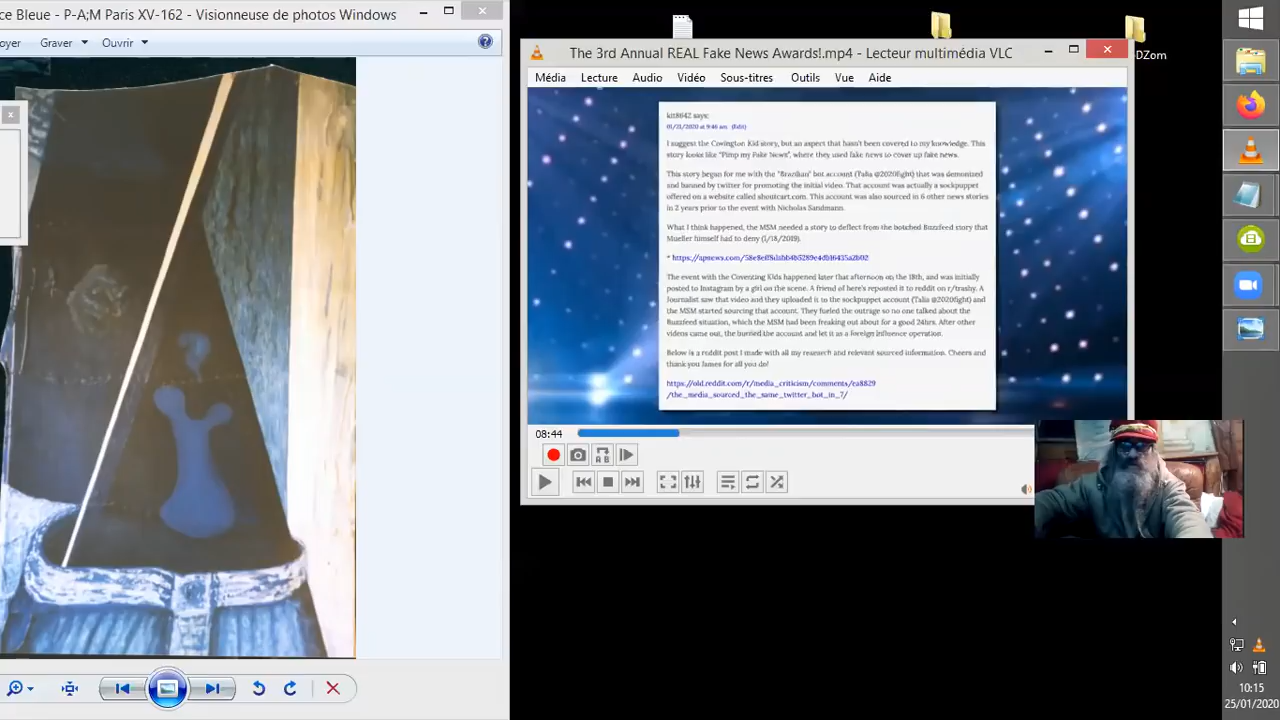 ce Bleue - P-A;M Paris XV-162 - Visionneuse de photos Windows
oyer Graver Ouvrir
x
DZom
The 3rd Annual REAL Fake News Awards!.mp4 - Lecteur multimédia VLC
Média Lecture Audio Vidéo Sous-titres Outils Vue Aide
kit8642 says:
01/21/2020 at 9:46 am (Edit)
I suggest the Covington Kid story, but an aspect that hasn't been covered to my knowledge. This
story looks like "Pimp my Fake News", where they used fake news to cover up fake news.
This story began for me with the "Brazilian" bot account (Talia @2020fight) that was demonized
and banned by twitter for promoting the initial video. That account was actually a sockpuppet
offered on a website called shoutcart.com. This account was also sourced in 6 other news stories
in 2 years prior to the event with Nicholas Sandmann.
What I think happened, the MSM needed a story to deflect from the botched Buzzfeed story that
Mueller himself had to deny (1/18/2019).
The event with the Coventing Kids happened later that afternoon on the 18th, and was initially
posted to Instagram by a girl on the scene. A friend of here's reposted it to reddit on r/trashy. A
Journalist saw that video and they uploaded it to the sockpuppet account (Talia @2020fight) and
the MSM started sourcing that account. They fueled the outrage so no one talked about the
Buzzfeed situation, which the MSM had been freaking out about for a good 24hrs. After other
videos came out, the burned the account and let it as a foreign influence operation.
Below is a reddit post I made with all my research and relevant sourced information. Cheers and
thank you James for all you do!
https://old.reddit.com/r/media_criticism/comments/ea8829
/the_media_sourced_the_same_twitter_bot_in_7/
08:44
A B
10:15
25/01/2020